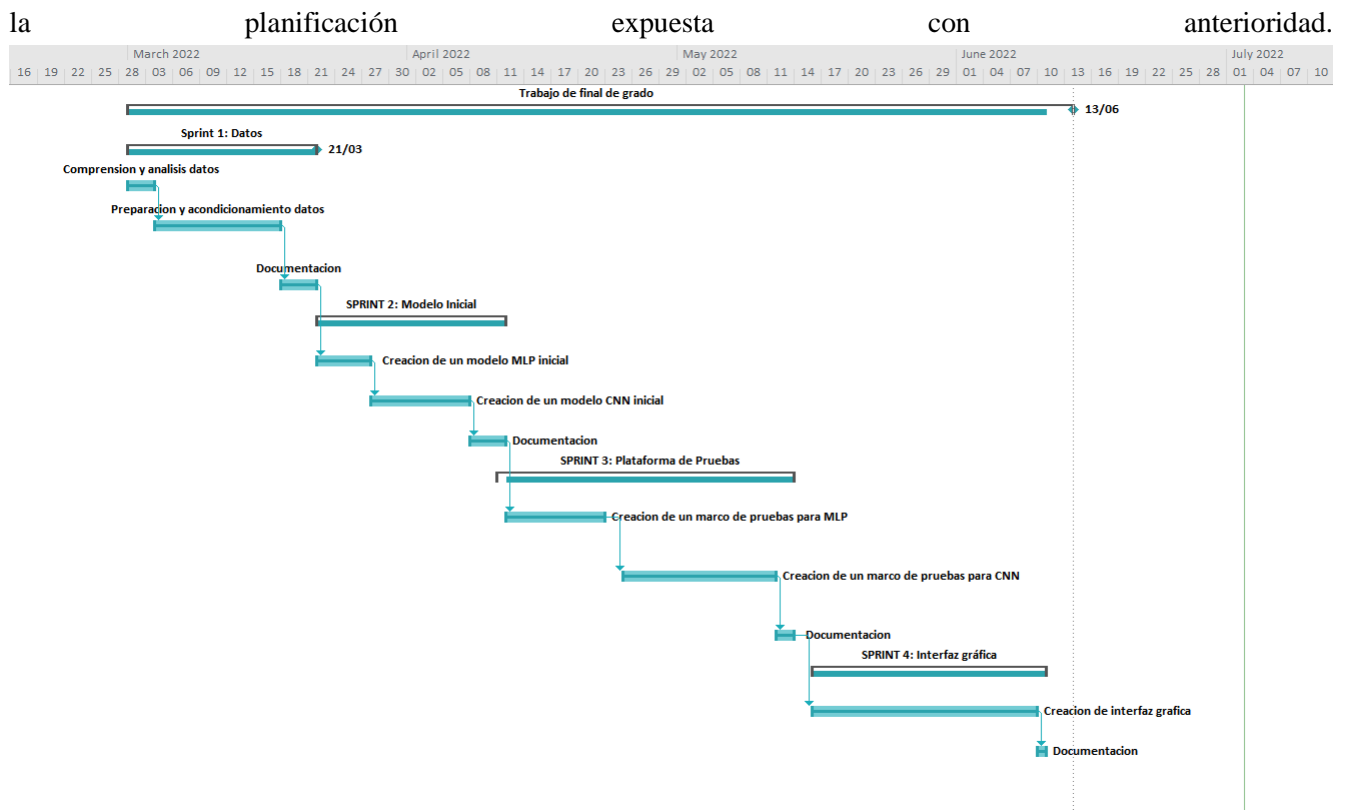 la planificación expuesta con anterioridad.
March 2022 April 2022 May 2022 June 2022 July 2022
16 19 22 25 28 03 06 09 12 15 18 21 24 27 30 02 05 08 11 14 17 20 23 26 29 02 05 08 11 14 17 20 23 26 29 01 04 07 10 13 16 19 22 25 28 01 04 07 10
Trabajo de final de grado
13/06
Sprint 1: Datos
21/03
Comprension y analisis datos
Preparacion y acondicionamiento datos
Documentacion
SPRINT 2: Modelo Inicial
Creacion de un modelo MLP inicial
Creacion de un modelo CNN inicial
Documentacion
SPRINT 3: Plataforma de Pruebas
Creacion de un marco de pruebas para MLP
Creacion de un marco de pruebas para CNN
Documentacion
SPRINT 4: Interfaz gráfica
Creacion de interfaz grafica
Documentacion